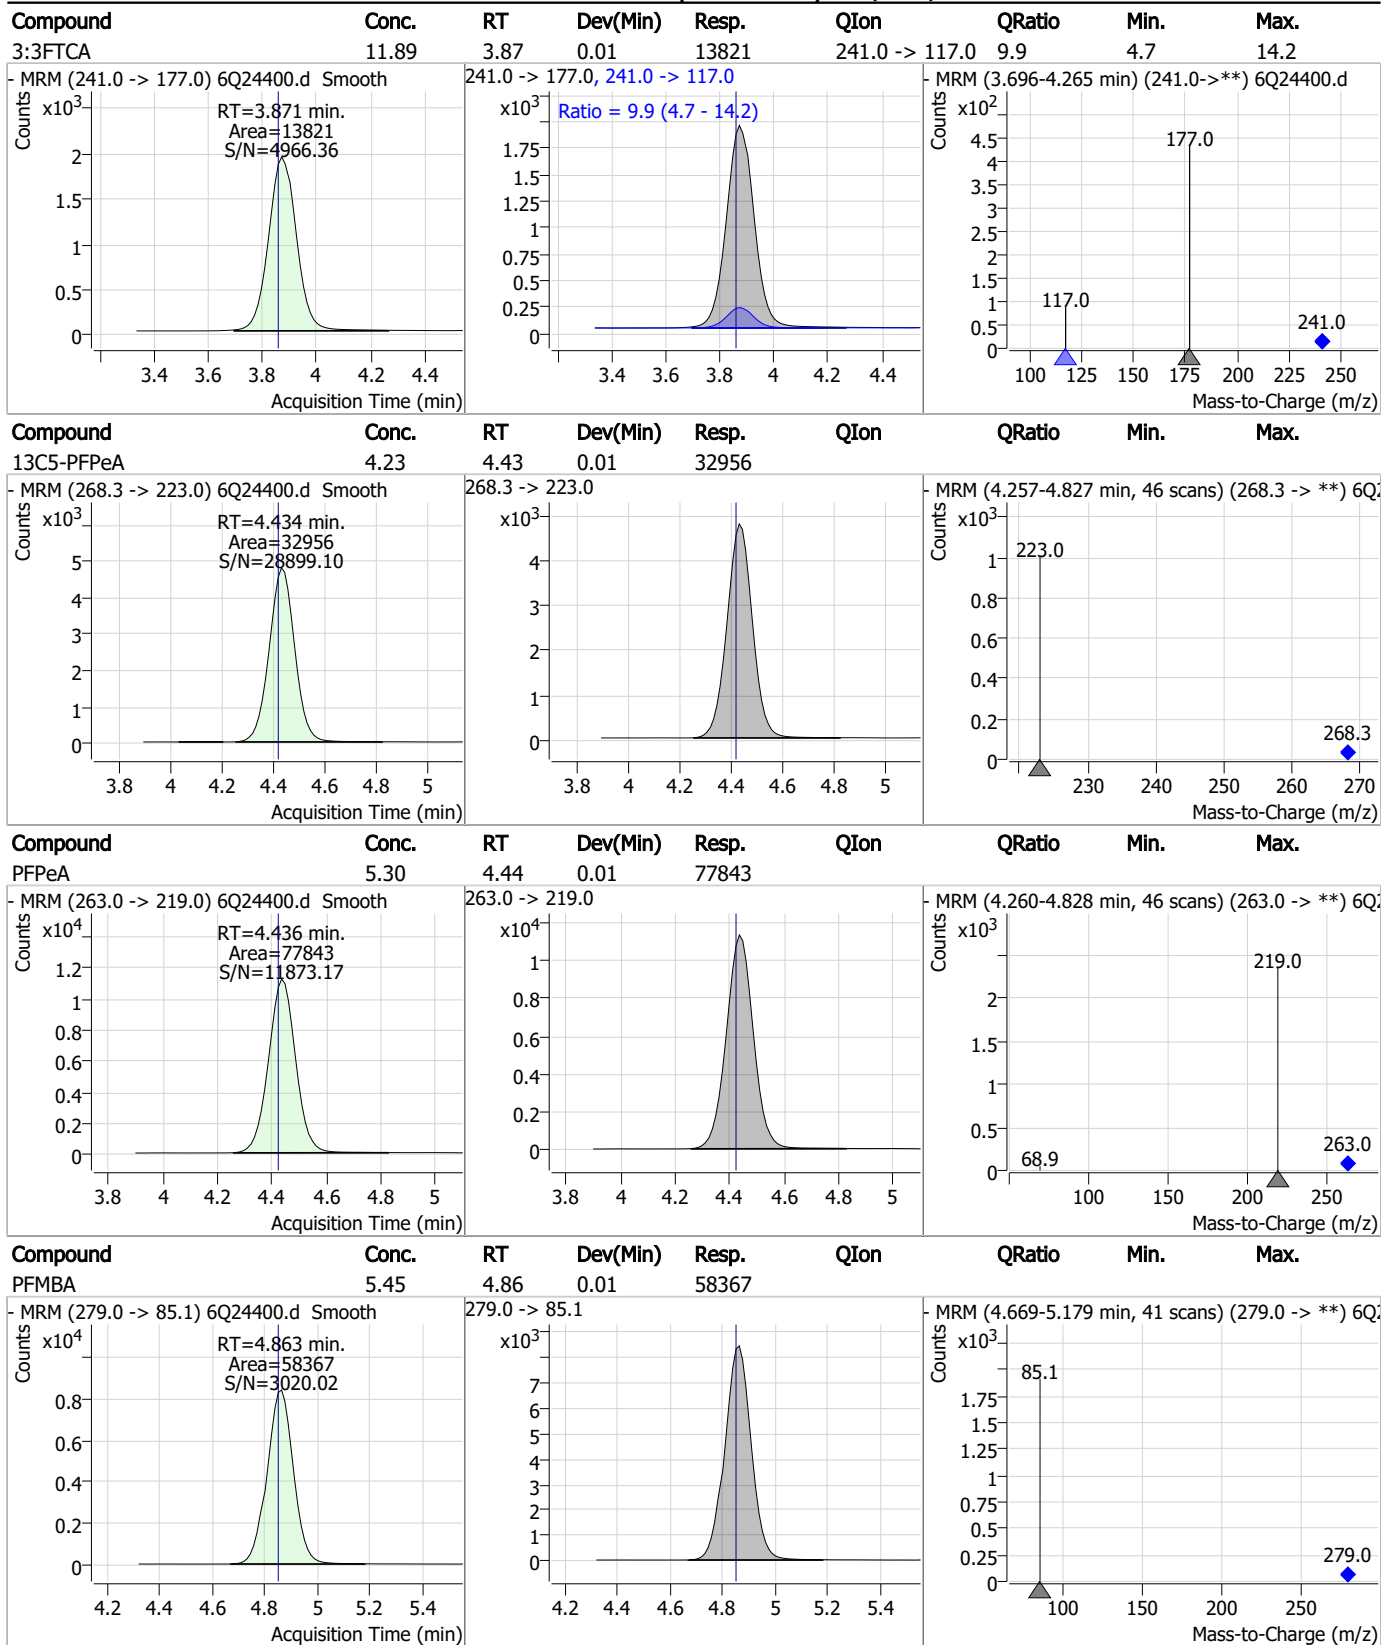 Compound Conc. RT Dev(Min) Resp. QIon QRatio Min. Max.
3:3FTCA 11.89 3.87 0.01 13821 241.0 -> 117.0 9.9 4.7 14.2
- MRM (241.0 -> 177.0) 6Q24400.d Smooth
Counts
x10³
RT=3.871 min.
Area=13821
S/N=4966.36
2
1.5
1
0.5
0
3.4 3.6 3.8 4 4.2 4.4
Acquisition Time (min)
241.0 -> 177.0, 241.0 -> 117.0
x10³
Ratio = 9.9 (4.7 - 14.2)
1.75
1.5
1.25
1
0.75
0.5
0.25
0
3.4 3.6 3.8 4 4.2 4.4
- MRM (3.696-4.265 min) (241.0->**) 6Q24400.d
Counts
x10²
4.5
4
3.5
3
2.5
2
1.5
1
0.5
0
177.0
117.0
241.0
100 125 150 175 200 225 250
Mass-to-Charge (m/z)
Compound Conc. RT Dev(Min) Resp. QIon QRatio Min. Max.
13C5-PFPeA 4.23 4.43 0.01 32956
- MRM (268.3 -> 223.0) 6Q24400.d Smooth
Counts
x10³
RT=4.434 min.
Area=32956
S/N=28899.10
5
4
3
2
1
0
3.8 4 4.2 4.4 4.6 4.8 5
Acquisition Time (min)
268.3 -> 223.0
x10³
4
3
2
1
0
3.8 4 4.2 4.4 4.6 4.8 5
- MRM (4.257-4.827 min, 46 scans) (268.3 -> **) 6Q2
Counts
x10³
1
0.8
0.6
0.4
0.2
0
223.0
268.3
230 240 250 260 270
Mass-to-Charge (m/z)
Compound Conc. RT Dev(Min) Resp. QIon QRatio Min. Max.
PFPeA 5.30 4.44 0.01 77843
- MRM (263.0 -> 219.0) 6Q24400.d Smooth
Counts
x10⁴
RT=4.436 min.
Area=77843
S/N=11873.17
1.2
1
0.8
0.6
0.4
0.2
0
3.8 4 4.2 4.4 4.6 4.8 5
Acquisition Time (min)
263.0 -> 219.0
x10⁴
1
0.8
0.6
0.4
0.2
0
3.8 4 4.2 4.4 4.6 4.8 5
- MRM (4.260-4.828 min, 46 scans) (263.0 -> **) 6Q2
Counts
x10³
2
1.5
1
0.5
0
219.0
68.9
263.0
100 150 200 250
Mass-to-Charge (m/z)
Compound Conc. RT Dev(Min) Resp. QIon QRatio Min. Max.
PFMBA 5.45 4.86 0.01 58367
- MRM (279.0 -> 85.1) 6Q24400.d Smooth
Counts
x10⁴
RT=4.863 min.
Area=58367
S/N=3020.02
0.8
0.6
0.4
0.2
0
4.2 4.4 4.6 4.8 5 5.2 5.4
Acquisition Time (min)
279.0 -> 85.1
x10³
7
6
5
4
3
2
1
0
4.2 4.4 4.6 4.8 5 5.2 5.4
- MRM (4.669-5.179 min, 41 scans) (279.0 -> **) 6Q2
Counts
x10³
1.75
1.5
1.25
1
0.75
0.5
0.25
0
85.1
279.0
100 150 200 250
Mass-to-Charge (m/z)